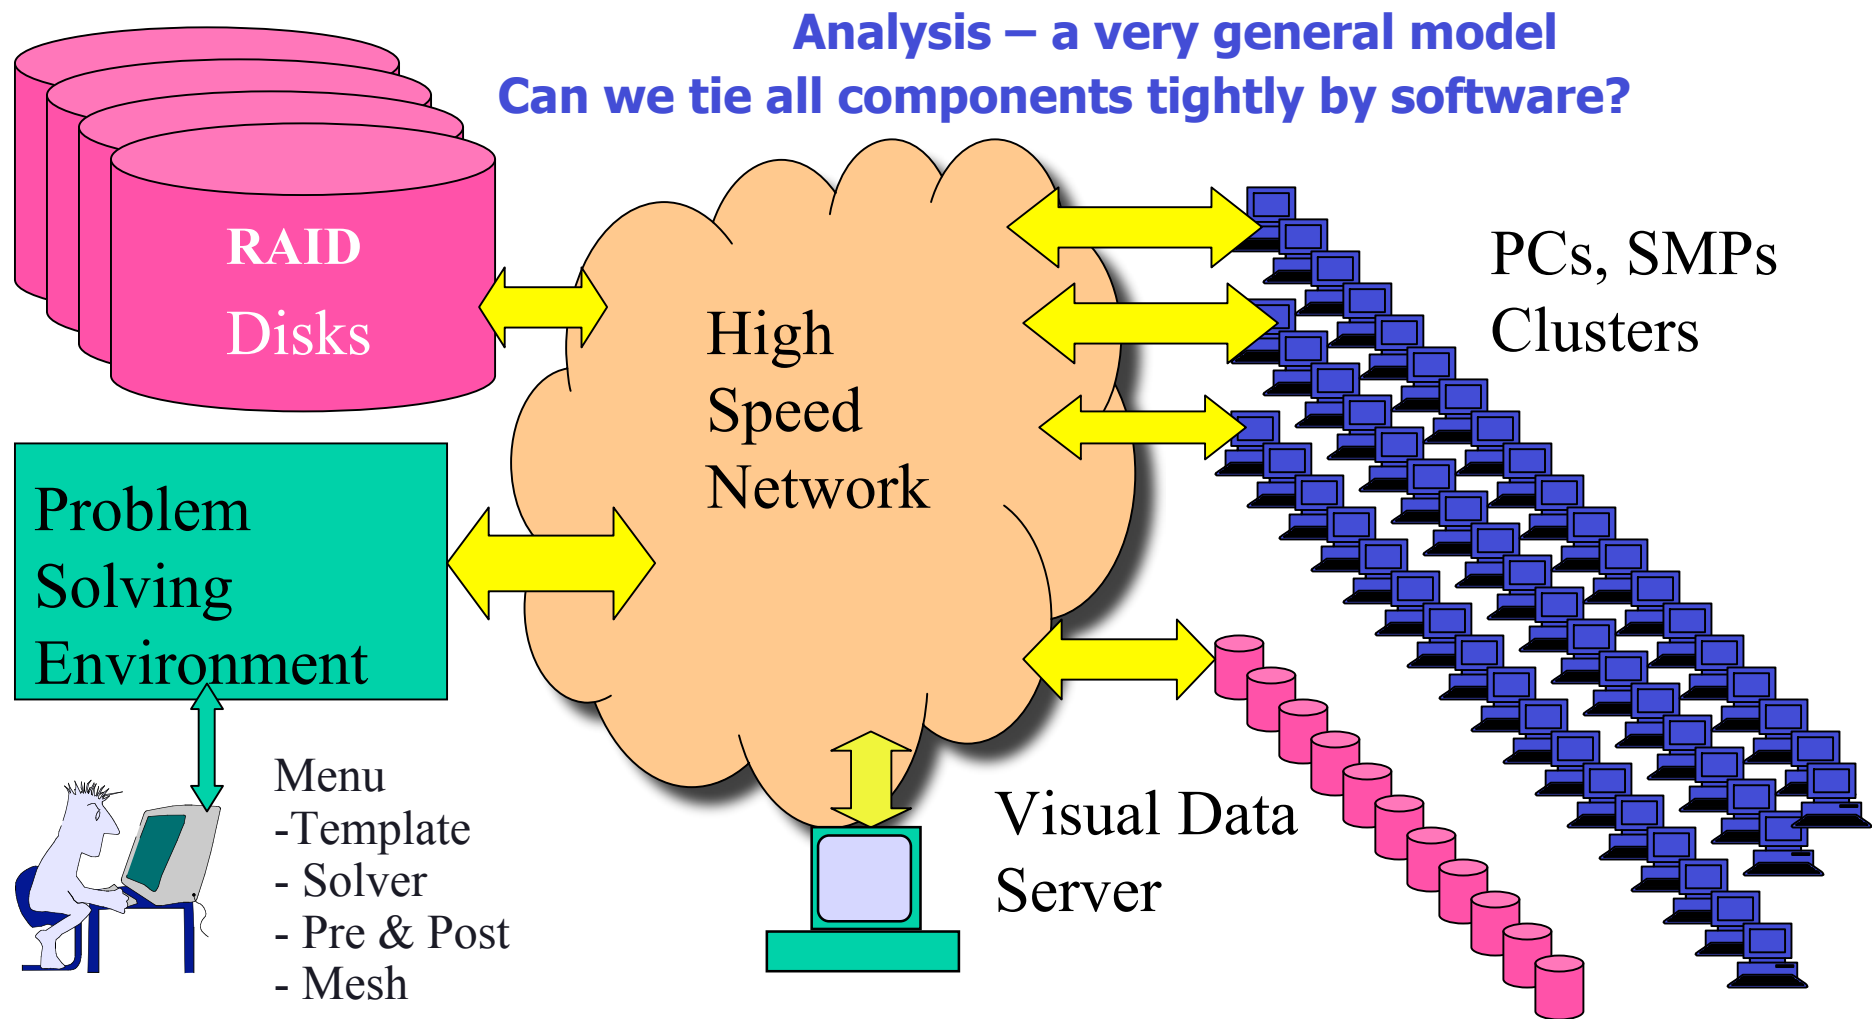 Analysis – a very general model
Can we tie all components tightly by software?
RAID
Disks
High
Speed
Network
PCs, SMPs
Clusters
Problem
Solving
Environment
Menu
-Template
- Solver
- Pre & Post
- Mesh
Visual Data
Server